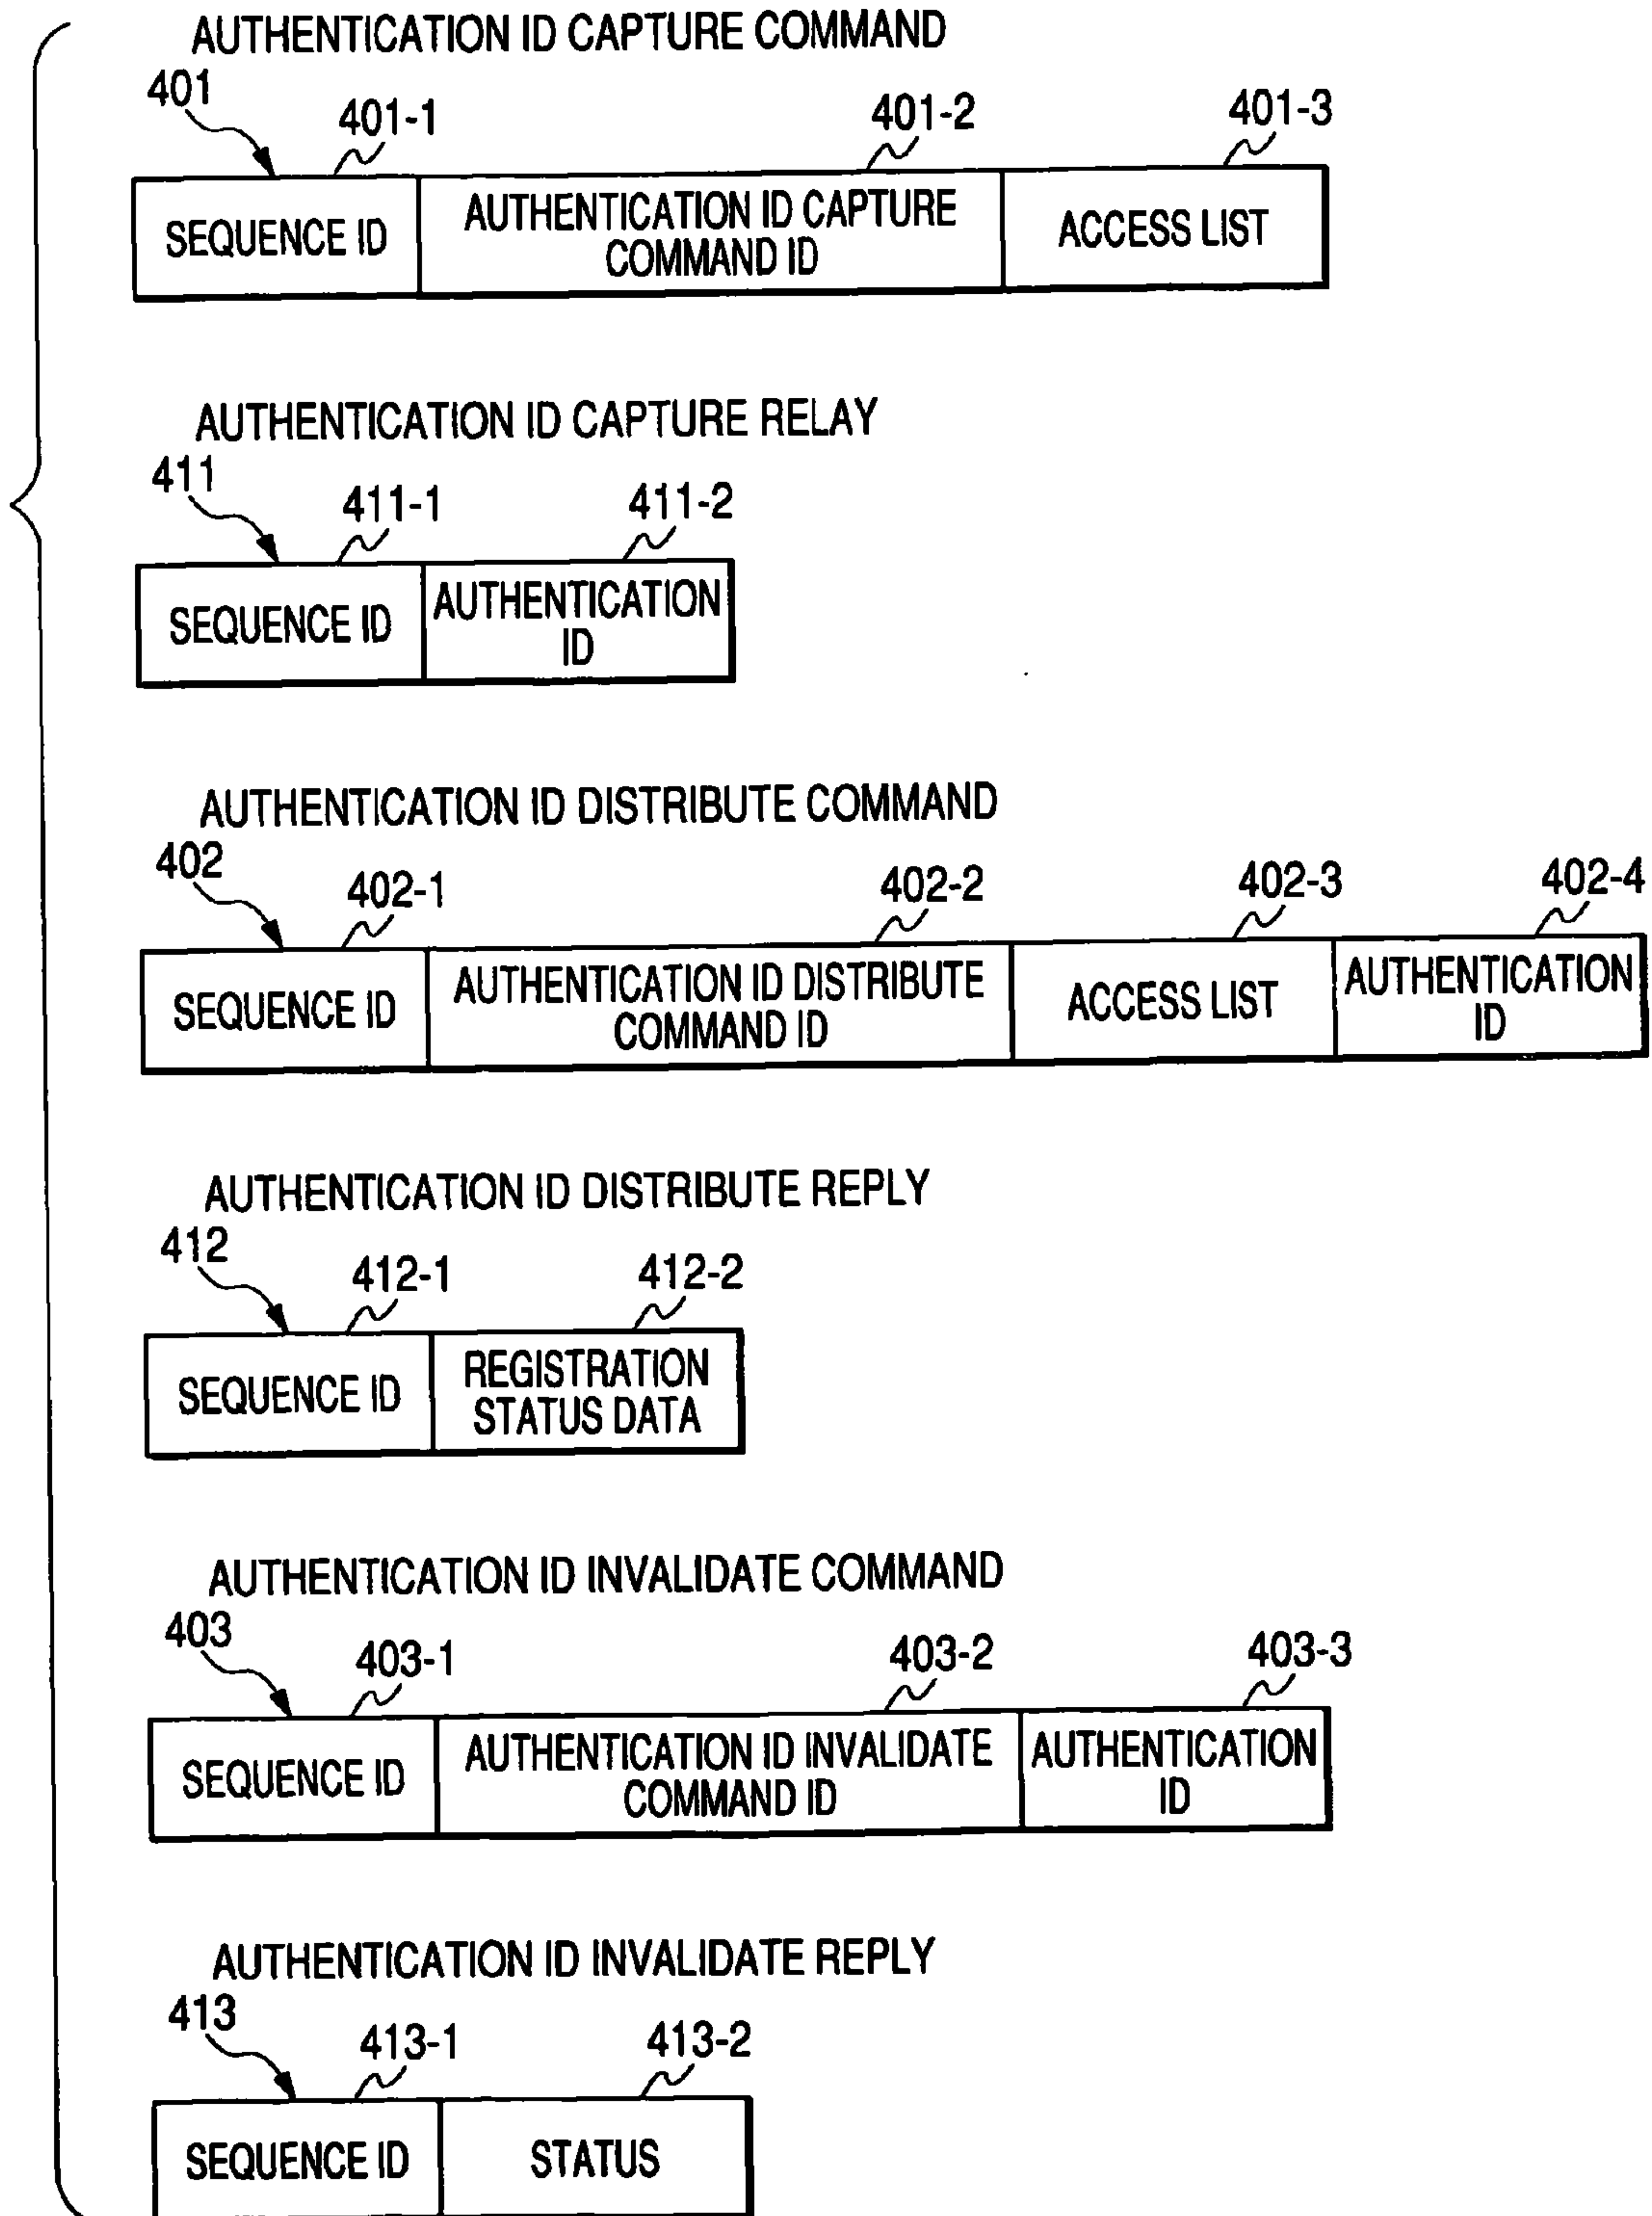 AUTHENTICATION ID CAPTURE COMMAND
401
401-1
401-2
401-3
SEQUENCE ID
AUTHENTICATION ID CAPTURE
COMMAND ID
ACCESS LIST
AUTHENTICATION ID CAPTURE RELAY
411
411-1
411-2
SEQUENCE ID
AUTHENTICATION
ID
AUTHENTICATION ID DISTRIBUTE COMMAND
402
402-1
402-2
402-3
402-4
SEQUENCE ID
AUTHENTICATION ID DISTRIBUTE
COMMAND ID
ACCESS LIST
AUTHENTICATION
ID
AUTHENTICATION ID DISTRIBUTE REPLY
412
412-1
412-2
SEQUENCE ID
REGISTRATION
STATUS DATA
AUTHENTICATION ID INVALIDATE COMMAND
403
403-1
403-2
403-3
SEQUENCE ID
AUTHENTICATION ID INVALIDATE
COMMAND ID
AUTHENTICATION
ID
AUTHENTICATION ID INVALIDATE REPLY
413
413-1
413-2
SEQUENCE ID
STATUS